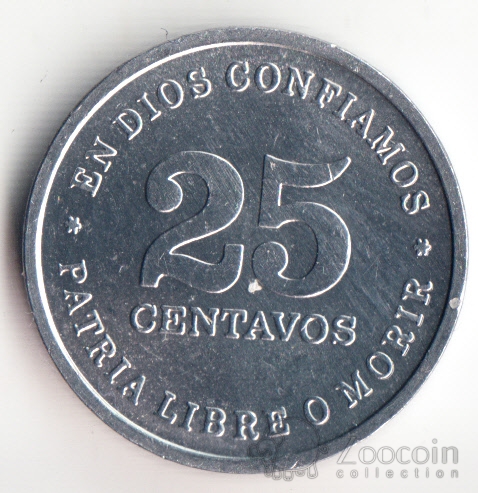 * EN DIOS CONFIAMOS *
25
CENTAVOS
PATRIA LIBRE O MORIR
Zoocoin
collection